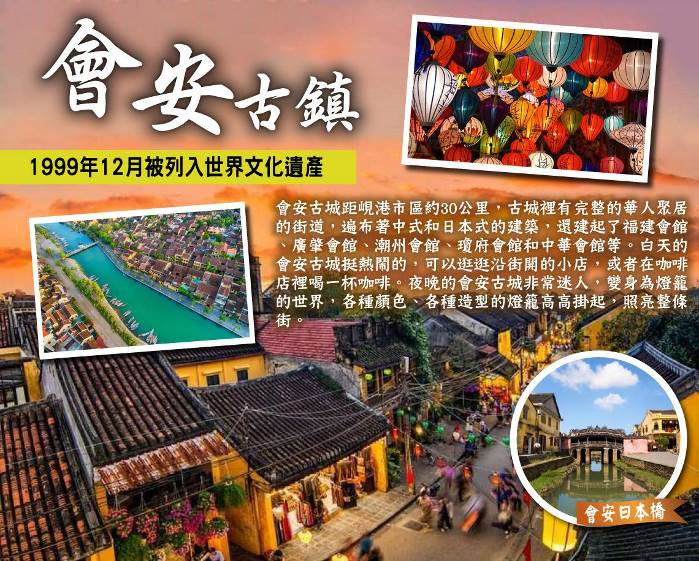 會安古鎮
1999年12月被列入世界文化遺產
會安古城距峴港市區約30公里，古城裡有完整的華人聚居
的街道，遍布著中式和日本式的建築，還建起了福建會館
、廣肇會館、潮州會館、瓊府會館和中華會館等。白天的
會安古城挺熱鬧的，可以逛逛沿街開的小店，或者在咖啡
店裡喝一杯咖啡。夜晚的會安古城非常迷人，變身為燈籠
的世界，各種顏色、各種造型的燈籠高高掛起，照亮整條
街。
會安日本橋